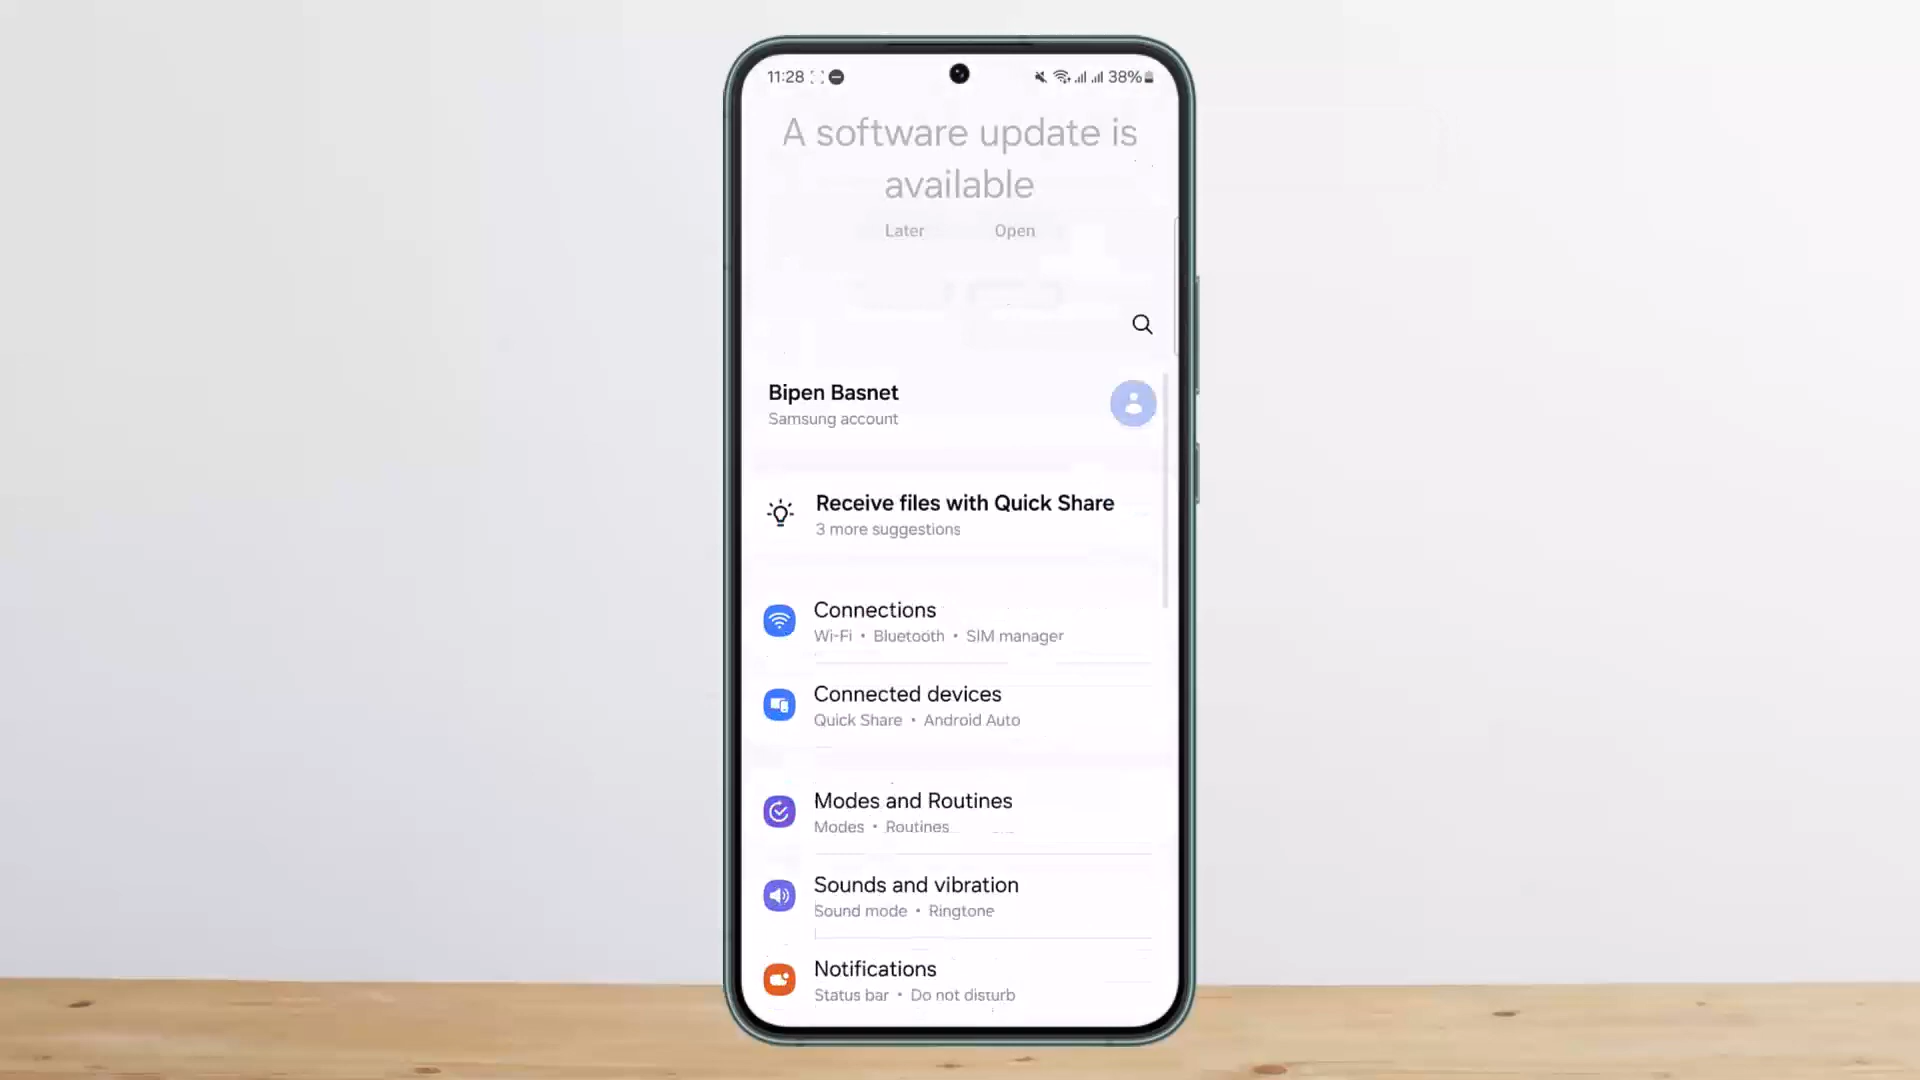 11:28
38%
A software update is
available
Later Open
Bipen Basnet
Samsung account
Receive files with Quick Share
3 more suggestions
Connections
Wi-Fi • Bluetooth • SIM manager
Connected devices
Quick Share • Android Auto
Modes and Routines
Modes • Routines
Sounds and vibration
Sound mode • Ringtone
Notifications
Status bar • Do not disturb